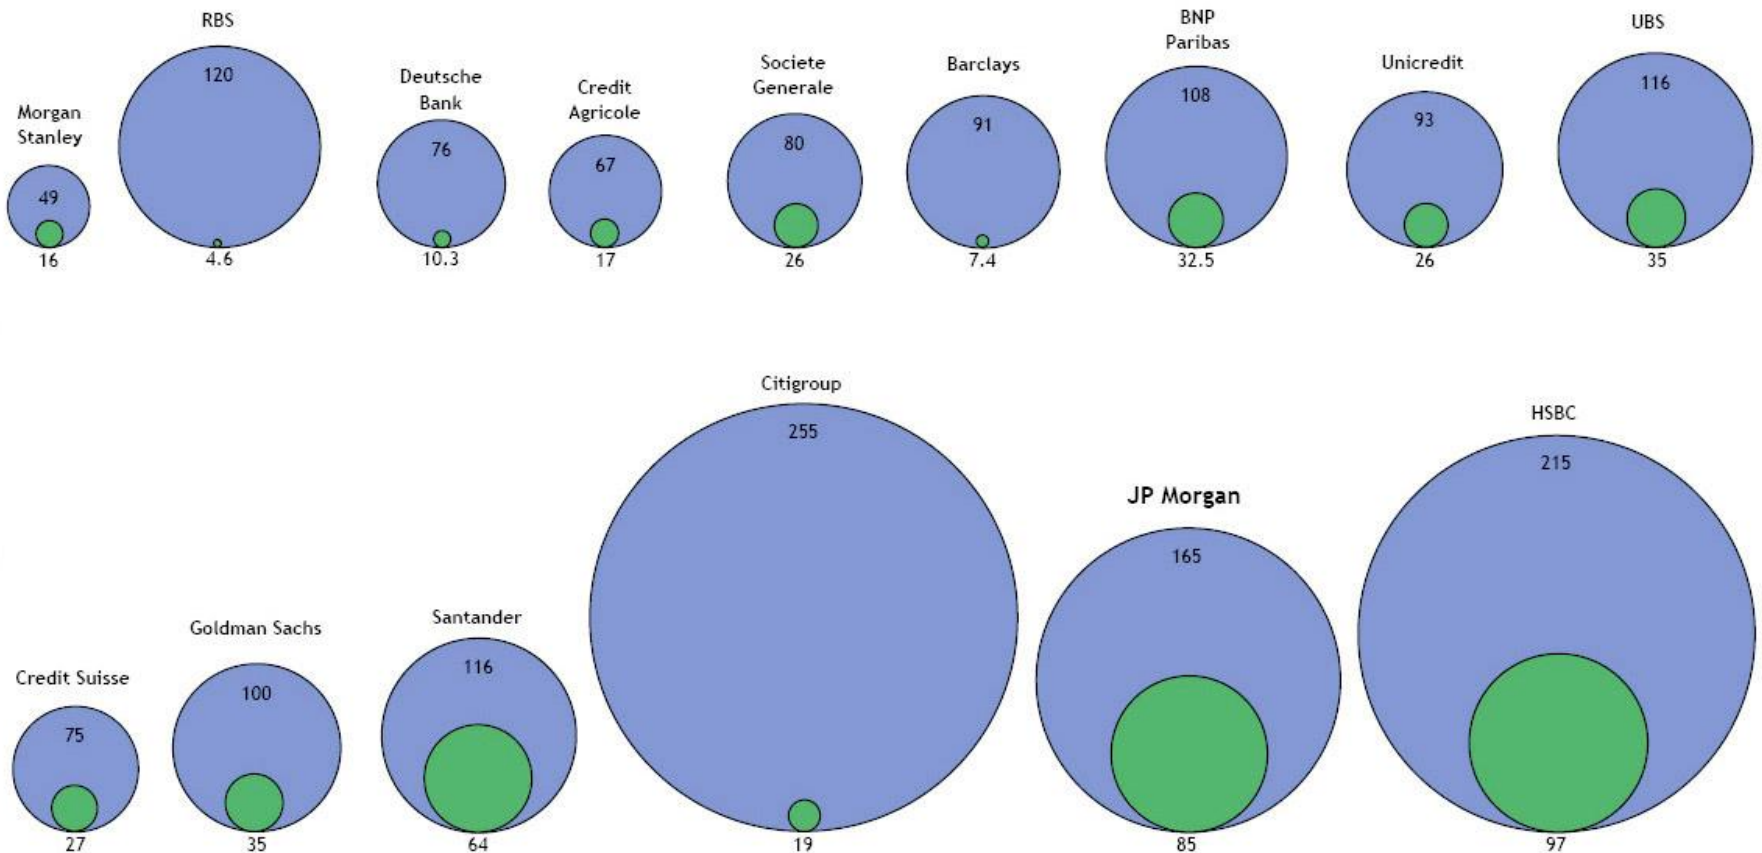 Morgan
Stanley
49
16
RBS
120
4.6
Deutsche
Bank
76
10.3
Credit
Agricole
67
17
Societe
Generale
80
26
Barclays
91
7.4
BNP
Paribas
108
32.5
Unicredit
93
26
UBS
116
35
Credit Suisse
75
27
Goldman Sachs
100
35
Santander
116
64
Citigroup
255
19
JP Morgan
165
85
HSBC
215
97